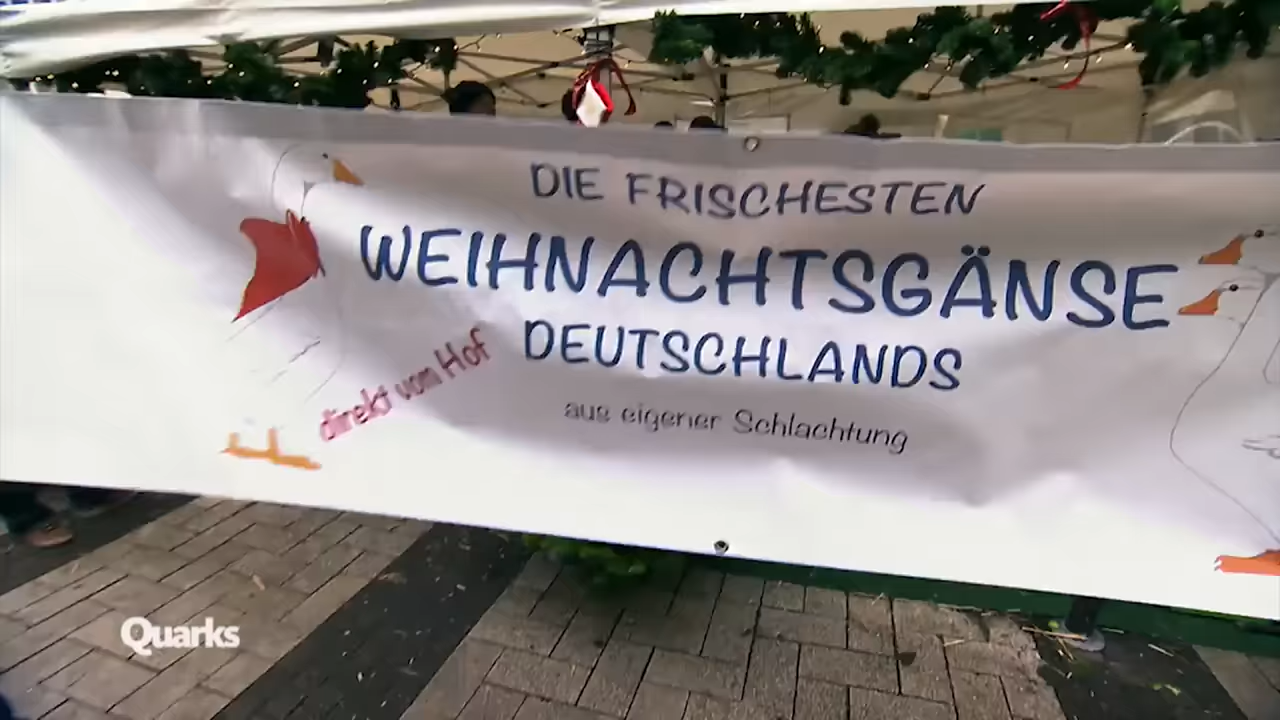 DIE FRISCHESTEN
WEIHNACHTSGÄNSE
DEUTSCHLANDS
direkt vom Hof
aus eigener Schlachtung
Quarks